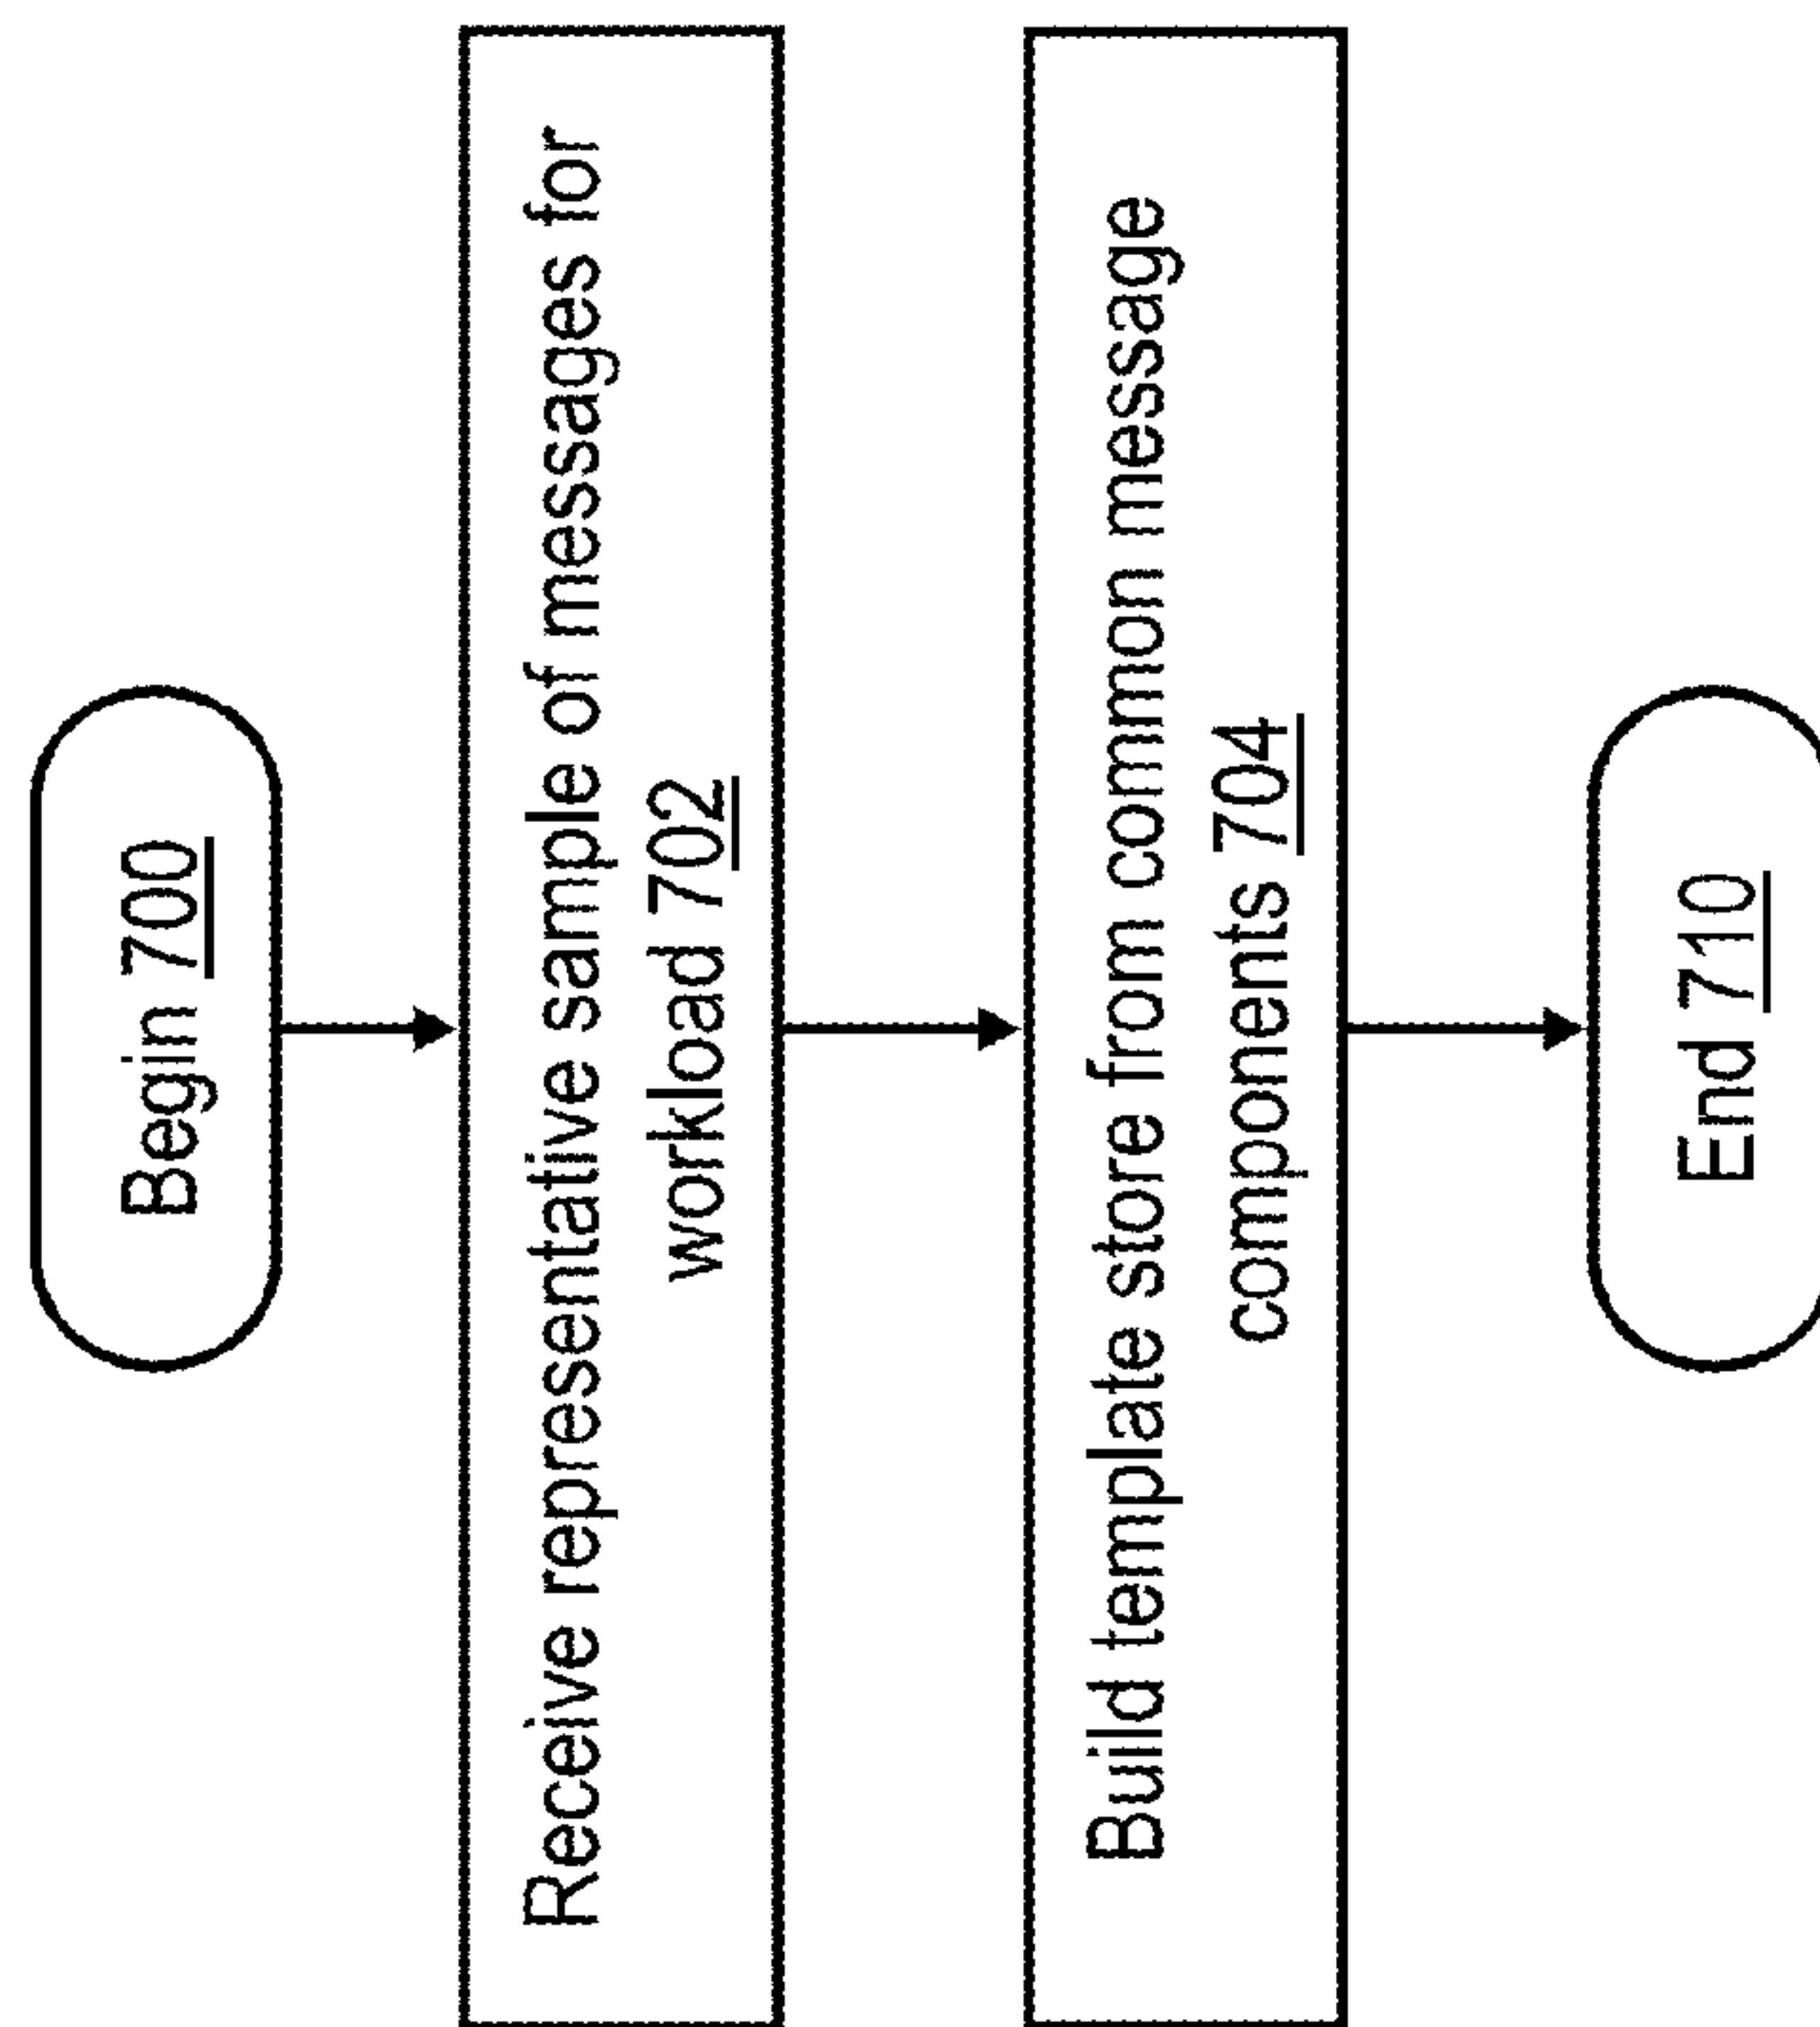 Begin 700
Receive representative sample of messages for
workload 702
Build template store from common message
components 704
End 710